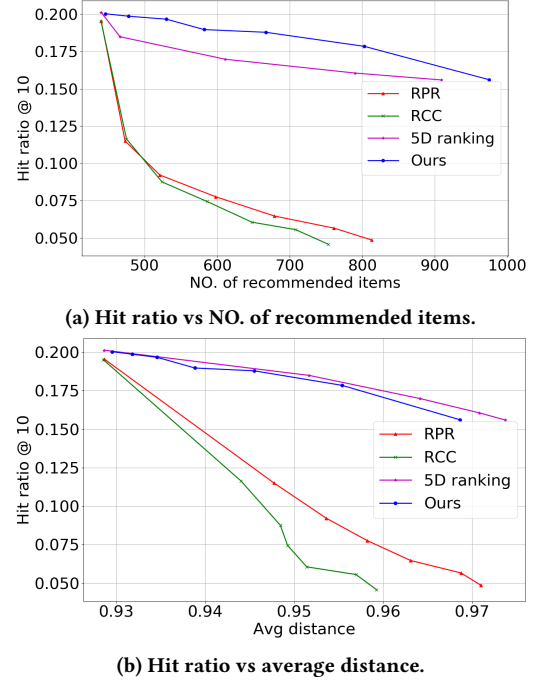 0.200
0.175
0.150
0.125
0.100
0.075
0.050
Hit ratio @ 10
RPR
RCC
5D ranking
Ours
500 600 700 800 900 1000
NO. of recommended items
(a) Hit ratio vs NO. of recommended items.
0.200
0.175
0.150
0.125
0.100
0.075
0.050
Hit ratio @ 10
RPR
RCC
5D ranking
Ours
0.93 0.94 0.95 0.96 0.97
Avg distance
(b) Hit ratio vs average distance.